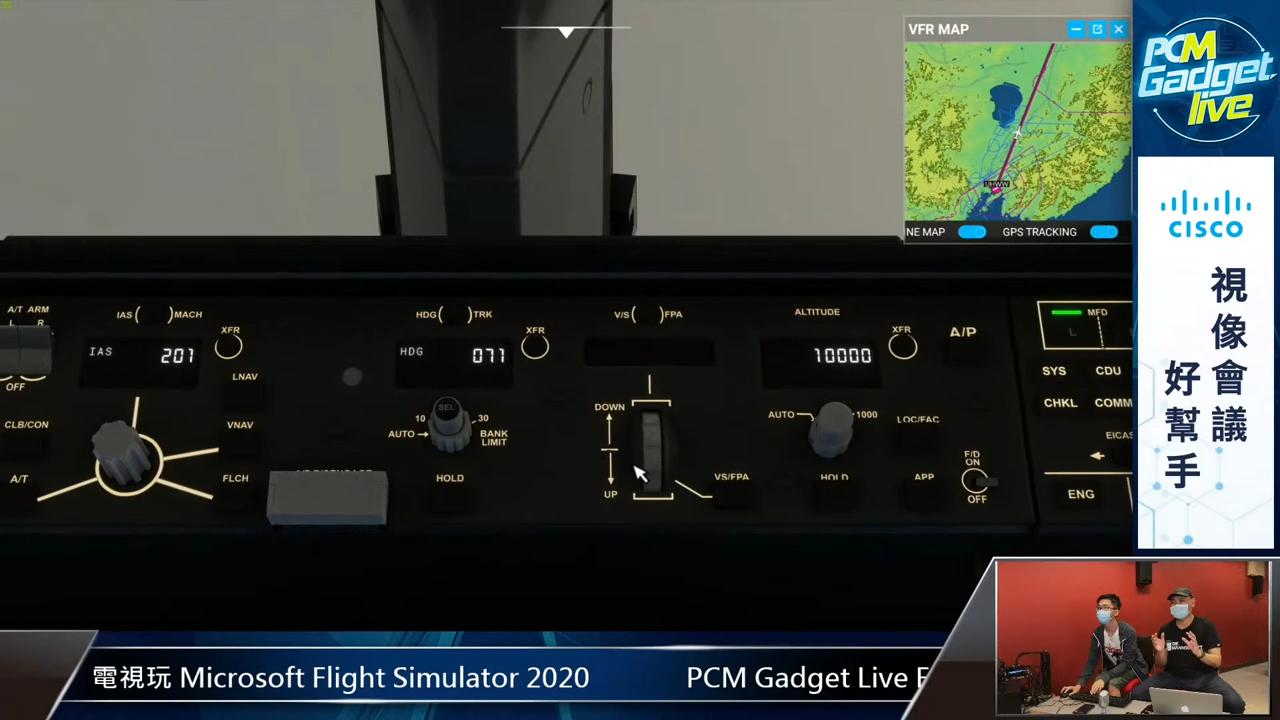 VFR MAP
UHWW
NE MAP
GPS TRACKING
PCM
Gadget
live
CISCO
視像會議
好幫手
A/T ARM
L R
OFF
IAS MACH
IAS 201
XFR
LNAV
CLB/CON
VNAV
A/T
FLCH
HDG TRK
HDG 071
XFR
SEL
10 30
AUTO
BANK
LIMIT
HOLD
V/S FPA
DOWN
UP
VS/FPA
ALTITUDE
10000
XFR
A/P
AUTO 1000
LOC/FAC
HOLD
APP
F/D
ON
OFF
MFD
L
SYS CDU
CHKL COMM
EICAS
ENG
電視玩 Microsoft Flight Simulator 2020
PCM Gadget Live E